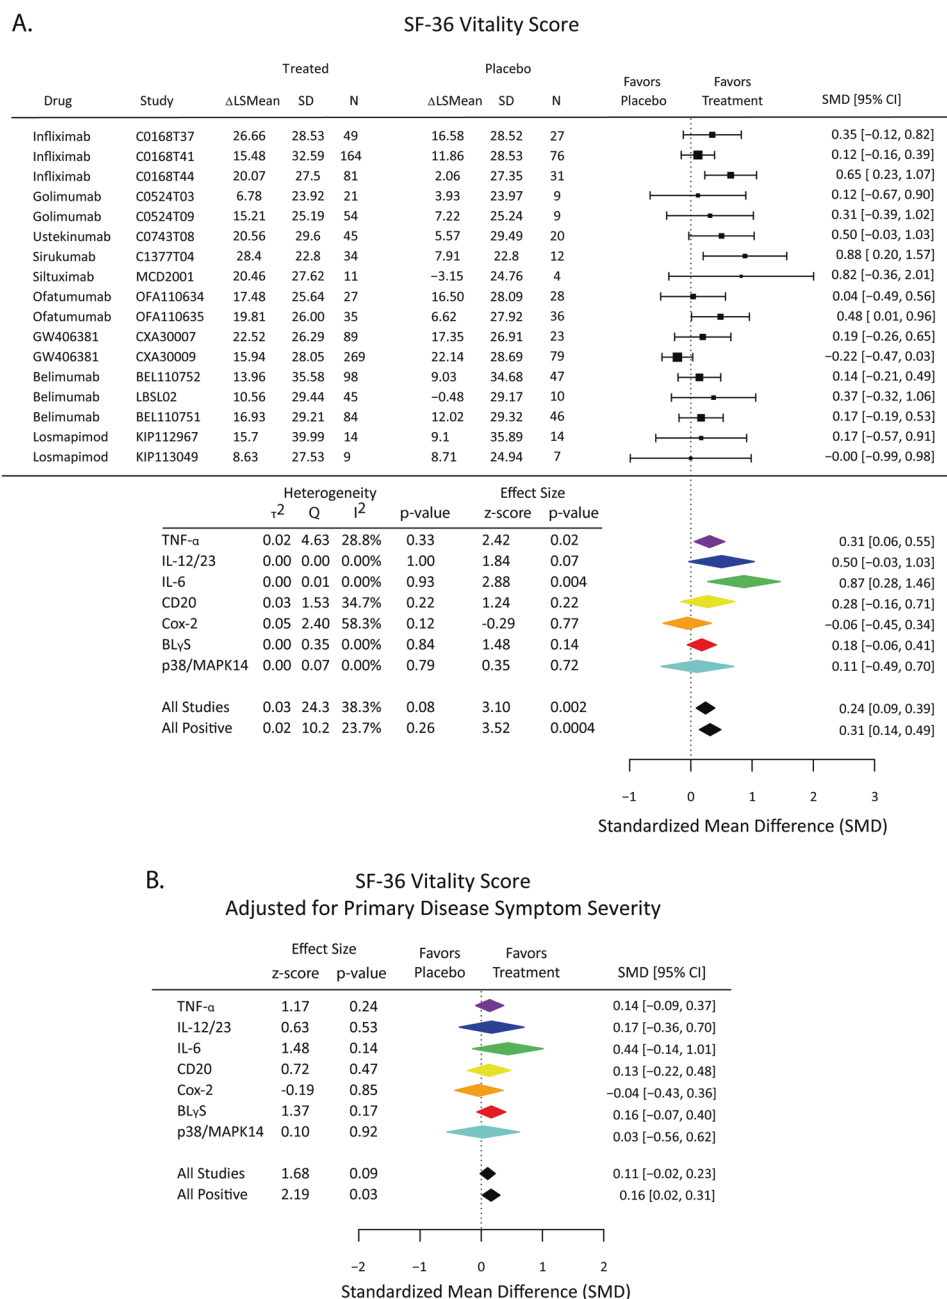 A.
SF-36 Vitality Score
Treated Placebo
Favors Placebo Favors Treatment
Drug Study ΔLSMean SD N ΔLSMean SD N SMD [95% CI]
Infliximab C0168T37 26.66 28.53 49 16.58 28.52 27 0.35 [−0.12, 0.82]
Infliximab C0168T41 15.48 32.59 164 11.86 28.53 76 0.12 [−0.16, 0.39]
Infliximab C0168T44 20.07 27.5 81 2.06 27.35 31 0.65 [ 0.23, 1.07]
Golimumab C0524T03 6.78 23.92 21 3.93 23.97 9 0.12 [−0.67, 0.90]
Golimumab C0524T09 15.21 25.19 54 7.22 25.24 9 0.31 [−0.39, 1.02]
Ustekinumab C0743T08 20.56 29.6 45 5.57 29.49 20 0.50 [−0.03, 1.03]
Sirukumab C1377T04 28.4 22.8 34 7.91 22.8 12 0.88 [ 0.20, 1.57]
Siltuximab MCD2001 20.46 27.62 11 −3.15 24.76 4 0.82 [−0.36, 2.01]
Ofatumumab OFA110634 17.48 25.64 27 16.50 28.09 28 0.04 [−0.49, 0.56]
Ofatumumab OFA110635 19.81 26.00 35 6.62 27.92 36 0.48 [ 0.01, 0.96]
GW406381 CXA30007 22.52 26.29 89 17.35 26.91 23 0.19 [−0.26, 0.65]
GW406381 CXA30009 15.94 28.05 269 22.14 28.69 79 −0.22 [−0.47, 0.03]
Belimumab BEL110752 13.96 35.58 98 9.03 34.68 47 0.14 [−0.21, 0.49]
Belimumab LBSL02 10.56 29.44 45 −0.48 29.17 10 0.37 [−0.32, 1.06]
Belimumab BEL110751 16.93 29.21 84 12.02 29.32 46 0.17 [−0.19, 0.53]
Losmapimod KIP112967 15.7 39.99 14 9.1 35.89 14 0.17 [−0.57, 0.91]
Losmapimod KIP113049 8.63 27.53 9 8.71 24.94 7 −0.00 [−0.99, 0.98]
Heterogeneity Effect Size
τ2 Q I2 p-value z-score p-value
TNF-α 0.02 4.63 28.8% 0.33 2.42 0.02 0.31 [0.06, 0.55]
IL-12/23 0.00 0.00 0.00% 1.00 1.84 0.07 0.50 [−0.03, 1.03]
IL-6 0.00 0.01 0.00% 0.93 2.88 0.004 0.87 [0.28, 1.46]
CD20 0.03 1.53 34.7% 0.22 1.24 0.22 0.28 [−0.16, 0.71]
Cox-2 0.05 2.40 58.3% 0.12 -0.29 0.77 −0.06 [−0.45, 0.34]
BLγS 0.00 0.35 0.00% 0.84 1.48 0.14 0.18 [−0.06, 0.41]
p38/MAPK14 0.00 0.07 0.00% 0.79 0.35 0.72 0.11 [−0.49, 0.70]
All Studies 0.03 24.3 38.3% 0.08 3.10 0.002 0.24 [0.09, 0.39]
All Positive 0.02 10.2 23.7% 0.26 3.52 0.0004 0.31 [0.14, 0.49]
−1 0 1 2 3
Standardized Mean Difference (SMD)
B.
SF-36 Vitality Score
Adjusted for Primary Disease Symptom Severity
Effect Size Favors Favors
z-score p-value Placebo Treatment SMD [95% CI]
TNF-α 1.17 0.24 0.14 [−0.09, 0.37]
IL-12/23 0.63 0.53 0.17 [−0.36, 0.70]
IL-6 1.48 0.14 0.44 [−0.14, 1.01]
CD20 0.72 0.47 0.13 [−0.22, 0.48]
Cox-2 -0.19 0.85 −0.04 [−0.43, 0.36]
BLγS 1.37 0.17 0.16 [−0.07, 0.40]
p38/MAPK14 0.10 0.92 0.03 [−0.56, 0.62]
All Studies 1.68 0.09 0.11 [−0.02, 0.23]
All Positive 2.19 0.03 0.16 [0.02, 0.31]
−2 −1 0 1 2
Standardized Mean Difference (SMD)